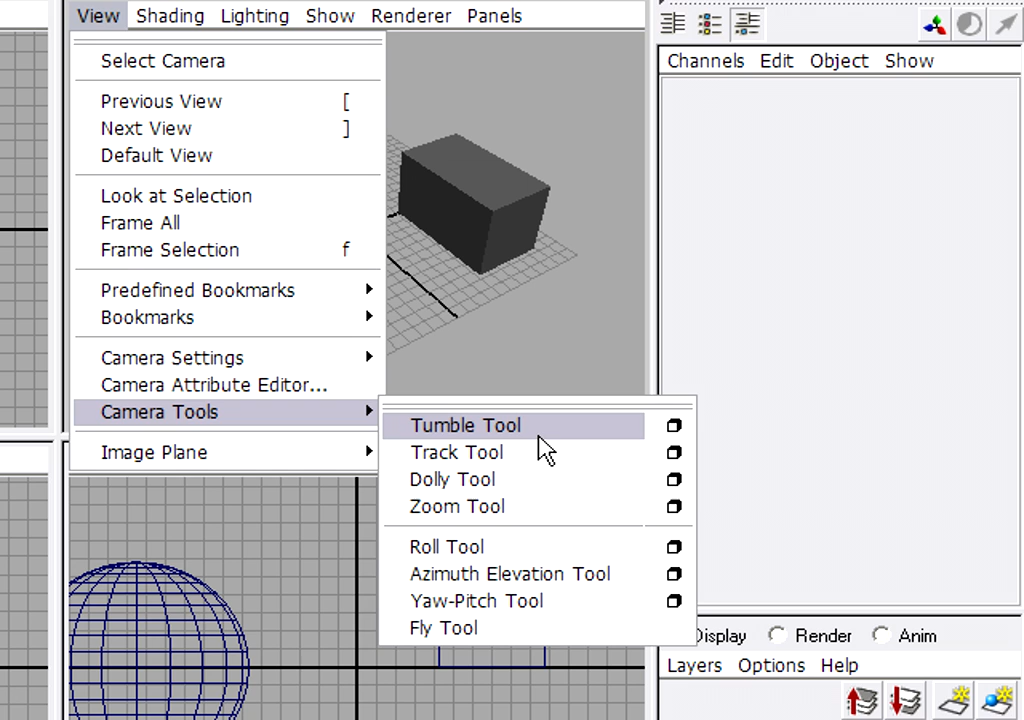 View Shading Lighting Show Renderer Panels
Select Camera
Previous View [
Next View ]
Default View
Look at Selection
Frame All
Frame Selection f
Predefined Bookmarks
Bookmarks
Camera Settings
Camera Attribute Editor...
Camera Tools
Image Plane
Tumble Tool
Track Tool
Dolly Tool
Zoom Tool
Roll Tool
Azimuth Elevation Tool
Yaw-Pitch Tool
Fly Tool
Channels Edit Object Show
Display Render Anim
Layers Options Help